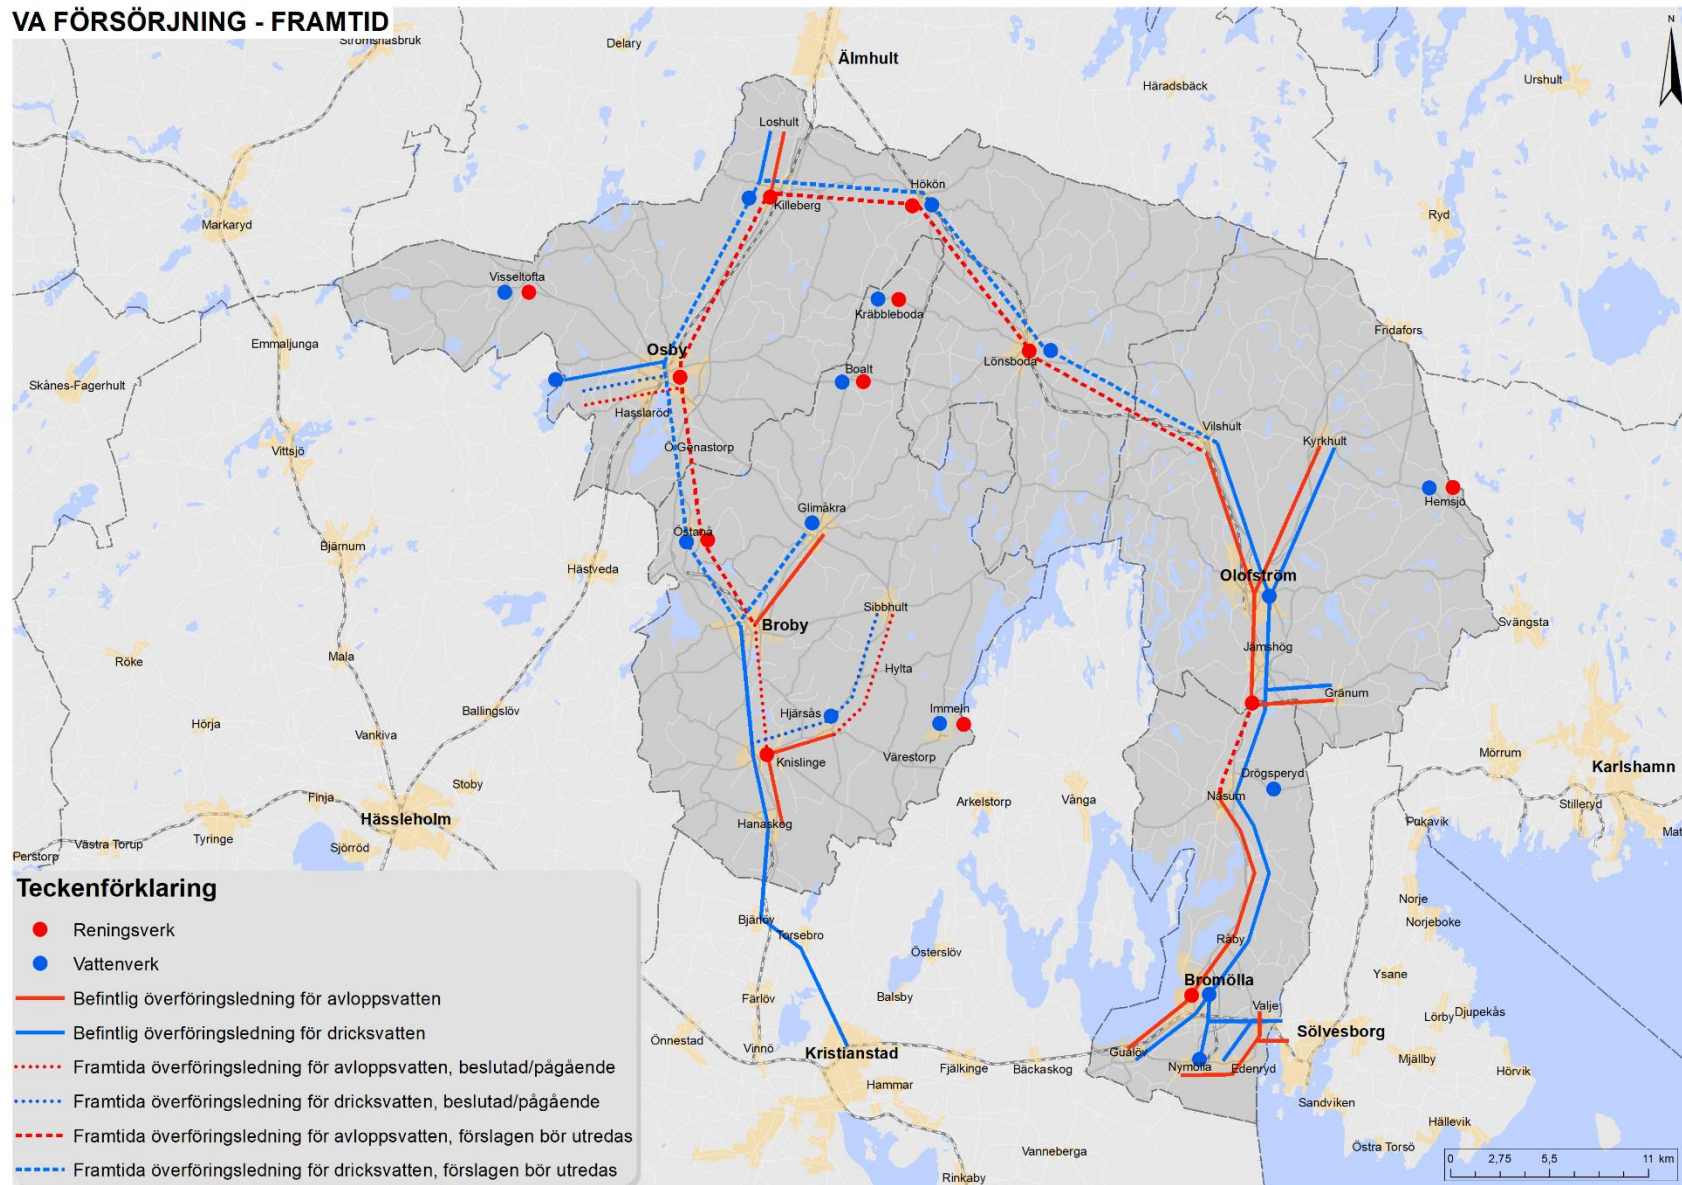 VA FÖRSÖRJNING - FRAMTID
N
Strömsnäsbruk
Delary
Älmhult
Häradsbäck
Urshult
Loshult
Hökön
Killeberg
Markaryd
Ryd
Visseltofta
Kräbbleboda
Fridafors
Emmaljunga
Osby
Lönsboda
Boalt
Skånes-Fagerhult
Hasslaröd
Vilshult
Kyrkhult
Vittsjö
Ö Genastorp
Hemsjö
Glimåkra
Östanå
Bjärnum
Hästveda
Olofström
Sibbhult
Broby
Svängsta
Jämshög
Röke
Mala
Hylta
Gränum
Ballingslöv
Hjärsås
Immeln
Hörja
Vankiva
Mörrum
Värestorp
Knislinge
Karlshamn
Drögsperyd
Stoby
Finja
Arkelstorp
Vånga
Näsum
Stilleryd
Hässleholm
Hanaskog
Pukavik
Mat
Tyringe
Västra Torup
Sjörröd
Perstorp
Teckenförklaring
Norje
Bjärlöv
Norjeboke
Reningsverk
Torsebro
Råby
Österslöv
Vattenverk
Ysane
Bromölla
Befintlig överföringsledning för avloppsvatten
Färlöv
Balsby
Valje
Djupekås
Lörby
Befintlig överföringsledning för dricksvatten
Sölvesborg
Önnestad
Vinnö
Kristianstad
Gualöv
Mjällby
Framtida överföringsledning för avloppsvatten, beslutad/pågående
Fjälkinge
Bäckaskog
Nymölla
Edenryd
Hörvik
Hammar
Framtida överföringsledning för dricksvatten, beslutad/pågående
Sandviken
Hällevik
Framtida överföringsledning för avloppsvatten, förslagen bör utredas
Vanneberga
Östra Torsö
Framtida överföringsledning för dricksvatten, förslagen bör utredas
Rinkaby
0 2,75 5,5 11 km